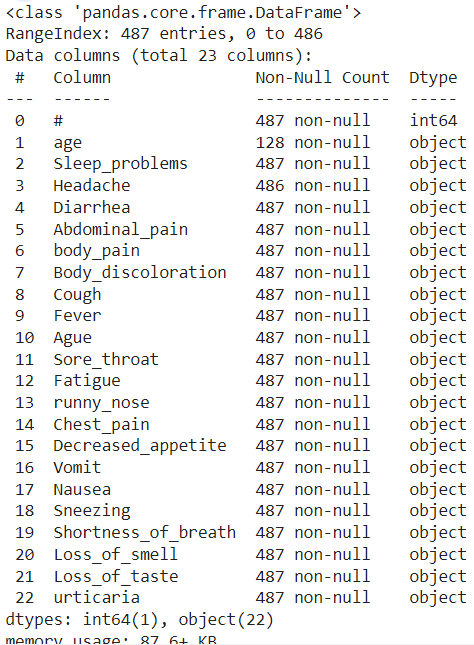 <class 'pandas.core.frame.DataFrame'>
RangeIndex: 487 entries, 0 to 486
Data columns (total 23 columns):
 #   Column               Non-Null Count  Dtype
---  ------               --------------  -----
 0   #                    487 non-null    int64
 1   age                  128 non-null    object
 2   Sleep_problems       487 non-null    object
 3   Headache             486 non-null    object
 4   Diarrhea             487 non-null    object
 5   Abdominal_pain       487 non-null    object
 6   body_pain            487 non-null    object
 7   Body_discoloration   487 non-null    object
 8   Cough                487 non-null    object
 9   Fever                487 non-null    object
 10  Ague                 487 non-null    object
 11  Sore_throat          487 non-null    object
 12  Fatigue              487 non-null    object
 13  runny_nose           487 non-null    object
 14  Chest_pain           487 non-null    object
 15  Decreased_appetite   487 non-null    object
 16  Vomit                487 non-null    object
 17  Nausea               487 non-null    object
 18  Sneezing             487 non-null    object
 19  Shortness_of_breath  487 non-null    object
 20  Loss_of_smell        487 non-null    object
 21  Loss_of_taste        487 non-null    object
 22  urticaria            487 non-null    object
dtypes: int64(1), object(22)
memory usage: 87.6+ KB